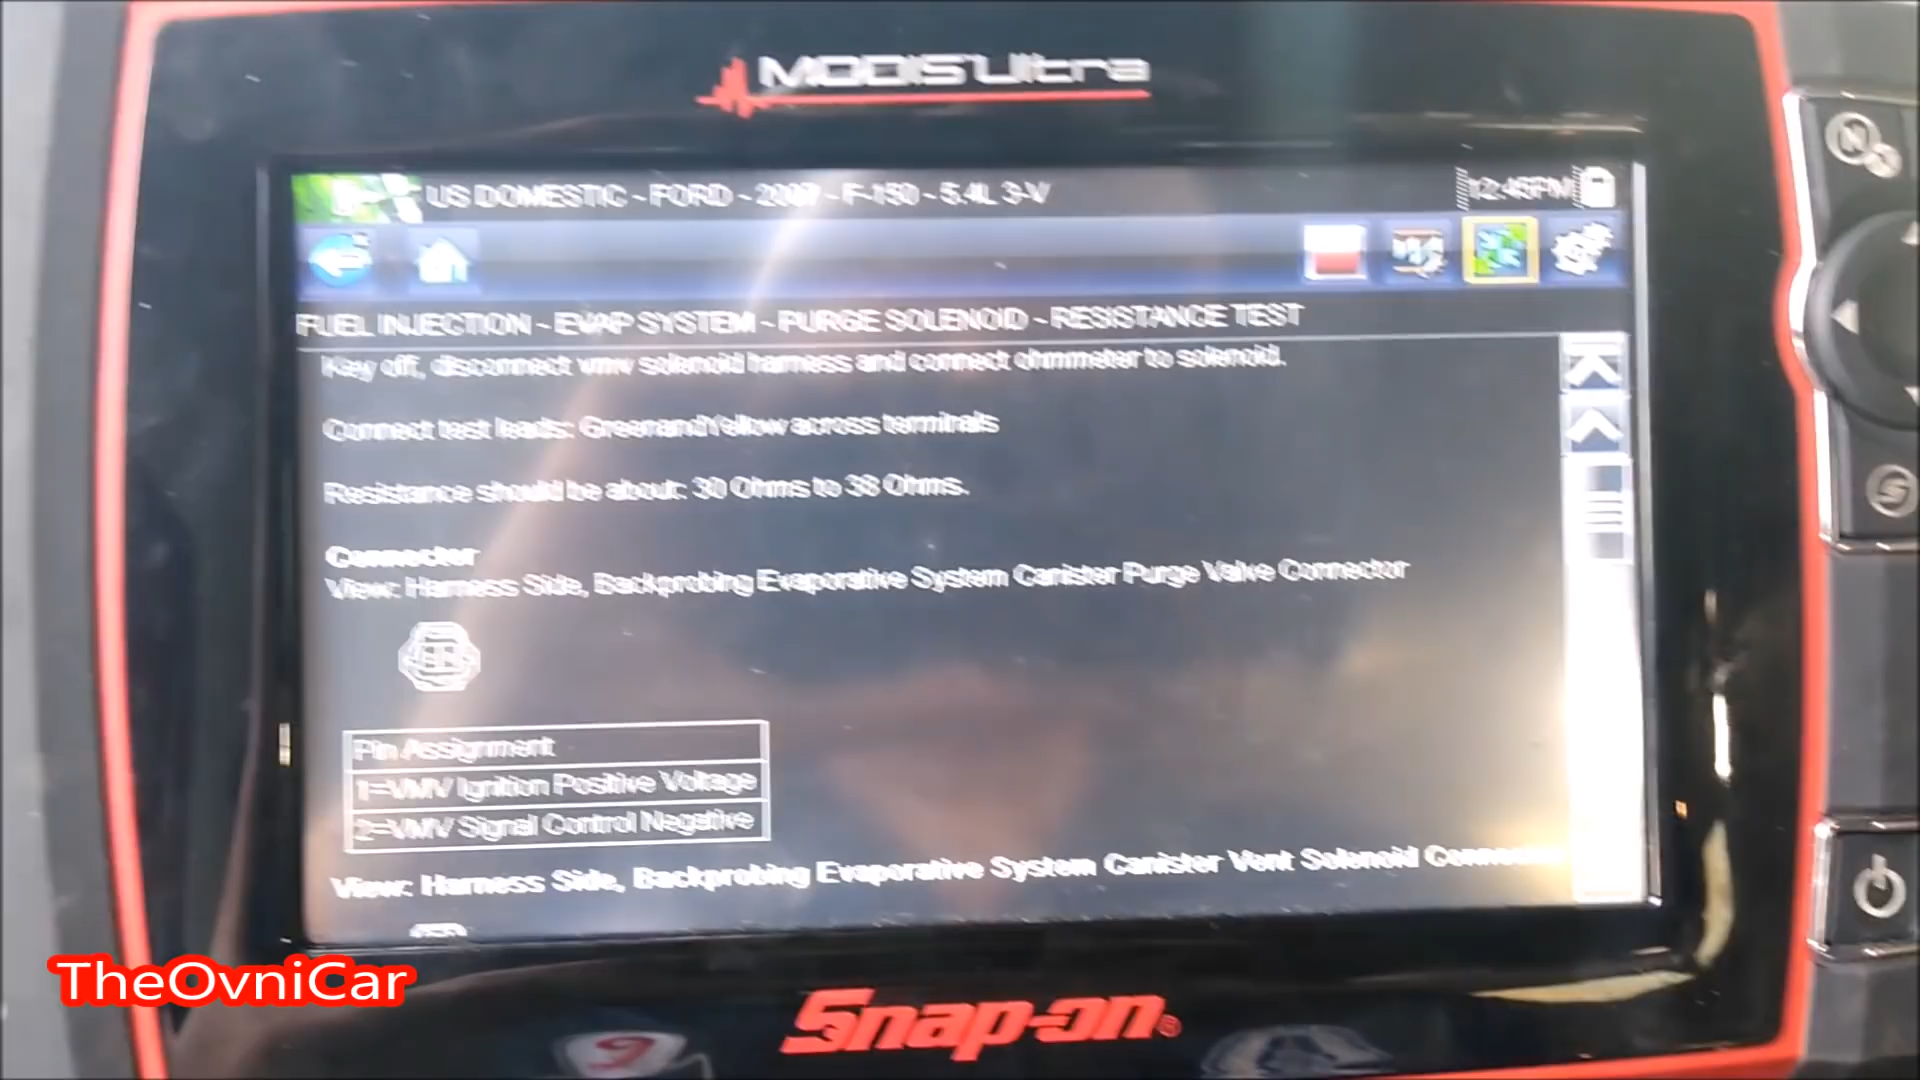 MODIS Ultra
US DOMESTIC - FORD - 2007 - F-150 - 5.4L 3-V
12:45PM
FUEL INJECTION - EVAP SYSTEM - PURGE SOLENOID - RESISTANCE TEST
Key off, disconnect vmv solenoid harness and connect ohmmeter to solenoid.
Connect test leads: GreenandYellow across terminals
Resistance should be about: 30 Ohms to 38 Ohms.
Connector
View: Harness Side, Backprobing Evaporative System Canister Purge Valve Connector
Pin Assignment
1=VMV Ignition Positive Voltage
2=VMV Signal Control Negative
View: Harness Side, Backprobing Evaporative System Canister Vent Solenoid
TheOvniCar
Snap-on